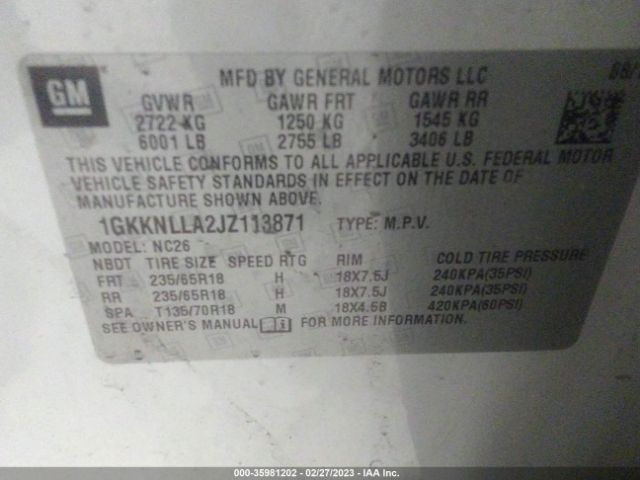 GM
MFD BY GENERAL MOTORS LLC
GVWR GAWR FRT GAWR RR
2722 KG 1250 KG 1545 KG
6001 LB 2755 LB 3406 LB
THIS VEHICLE CONFORMS TO ALL APPLICABLE U.S. FEDERAL MOTOR
VEHICLE SAFETY STANDARDS IN EFFECT ON THE DATE OF
MANUFACTURE SHOWN ABOVE.
1GKKNLLA2JZ113871 TYPE: M.P.V.
MODEL: NC26
NBDT TIRE SIZE SPEED RTG RIM COLD TIRE PRESSURE
FRT 235/65R18 H 18X7.5J 240KPA(35PSI)
RR 235/65R18 H 18X7.5J 240KPA(35PSI)
SPA T135/70R18 M 18X4.5B 420KPA(60PSI)
SEE OWNER'S MANUAL FOR MORE INFORMATION.
000-35981202 - 02/27/2023 - IAA Inc.